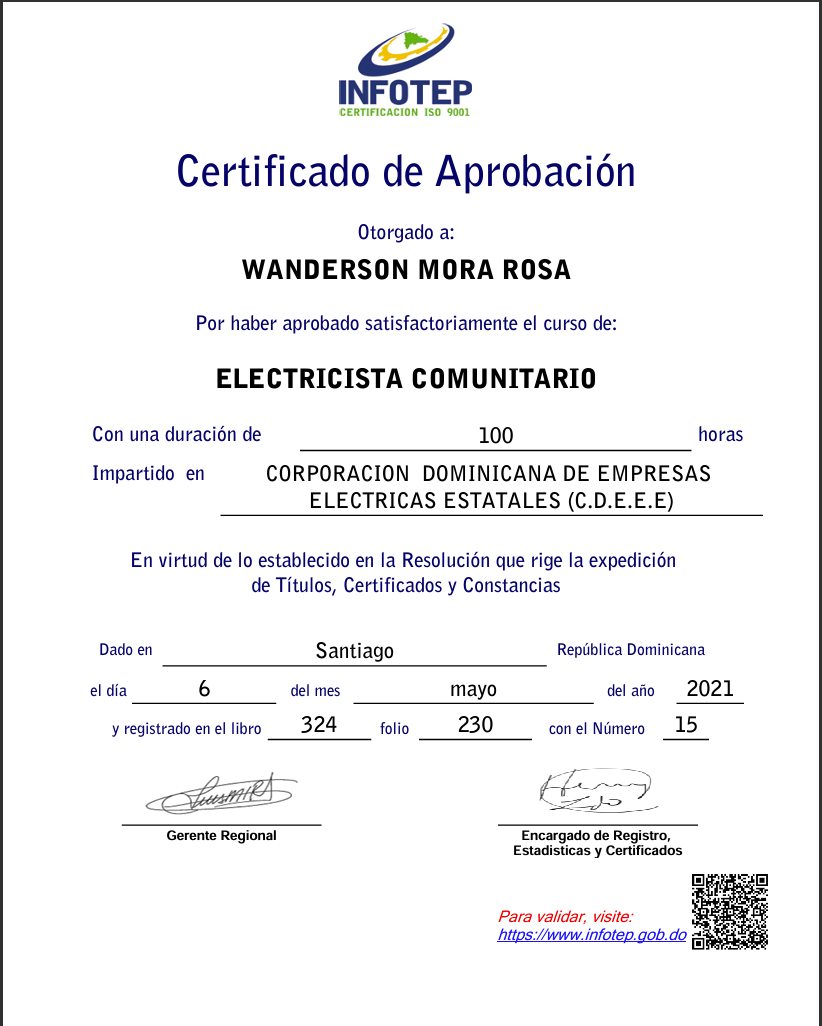 INFOTEP
CERTIFICACION ISO 9001
Certificado de Aprobación
Otorgado a:
WANDERSON MORA ROSA
Por haber aprobado satisfactoriamente el curso de:
ELECTRICISTA COMUNITARIO
Con una duración de 100 horas
Impartido en CORPORACION DOMINICANA DE EMPRESAS
ELECTRICAS ESTATALES (C.D.E.E.E)
En virtud de lo establecido en la Resolución que rige la expedición
de Títulos, Certificados y Constancias
Dado en Santiago República Dominicana
el día 6 del mes mayo del año 2021
y registrado en el libro 324 folio 230 con el Número 15
Gerente Regional
Encargado de Registro,
Estadisticas y Certificados
Para validar, visite:
https://www.infotep.gob.do